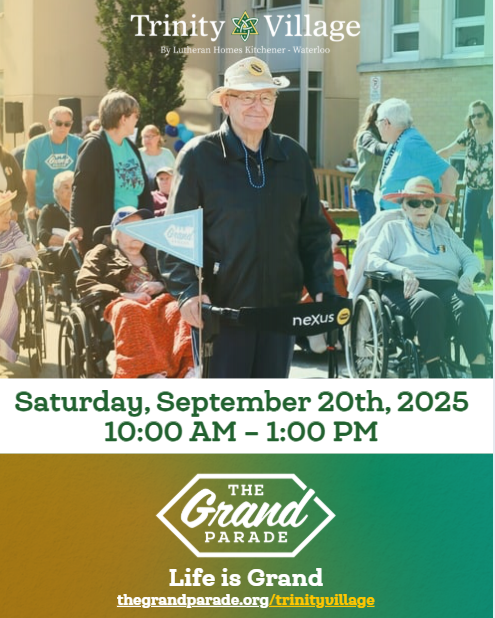 Trinity Village
By Lutheran Homes Kitchener - Waterloo
neXus
Saturday, September 20th, 2025
10:00 AM – 1:00 PM
THE
Grand
PARADE
Life is Grand
thegrandparade.org/trinityvillage